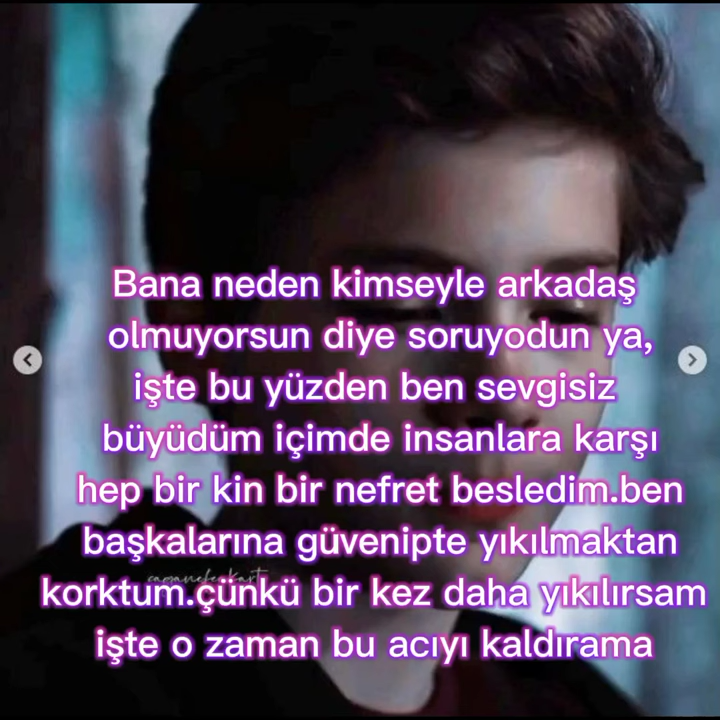 Bana neden kimseyle arkadaş
olmuyorsun diye soruyodun ya,
işte bu yüzden ben sevgisiz
büyüdüm içimde insanlara karşı
hep bir kin bir nefret besledim.ben
başkalarına güvenipte yıkılmaktan
korktum.çünkü bir kez daha yıkılırsam
işte o zaman bu acıyı kaldırama